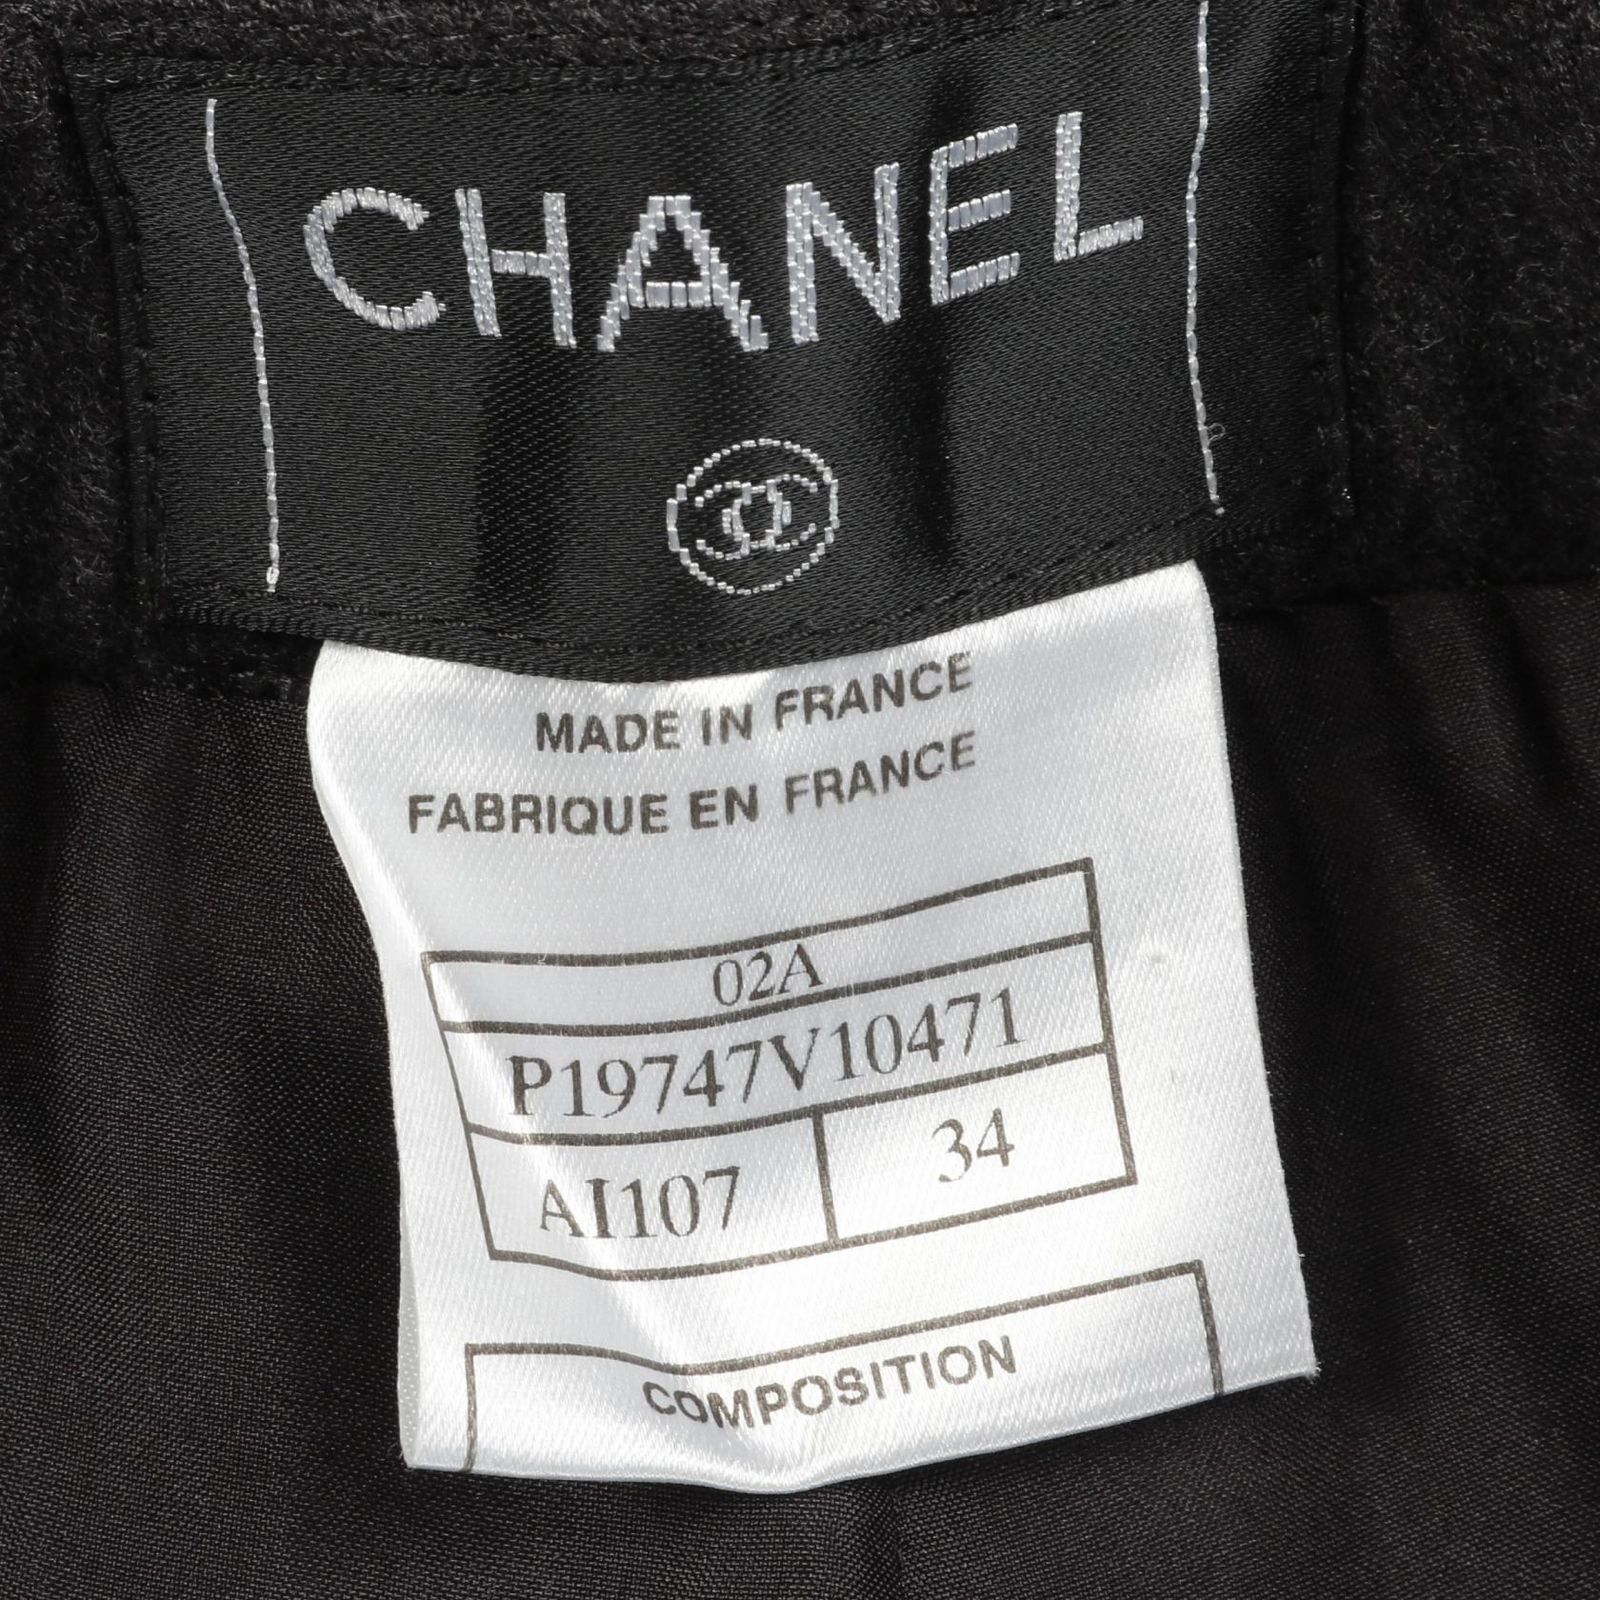 CHANEL
MADE IN FRANCE
FABRIQUE EN FRANCE
02A
P19747V10471
AI107 34
COMPOSITION